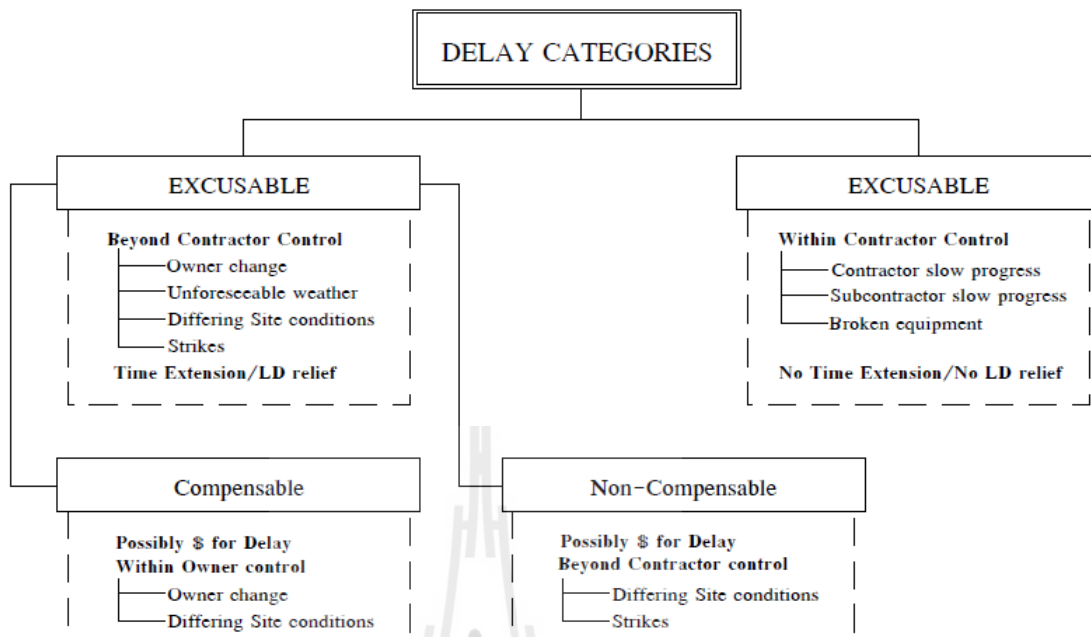 DELAY CATEGORIES
EXCUSABLE
Beyond Contractor Control
Owner change
Unforeseeable weather
Differing Site conditions
Strikes
Time Extension/LD relief
EXCUSABLE
Within Contractor Control
Contractor slow progress
Subcontractor slow progress
Broken equipment
No Time Extension/No LD relief
Compensable
Possibly $ for Delay
Within Owner control
Owner change
Differing Site conditions
Non-Compensable
Possibly $ for Delay
Beyond Contractor control
Differing Site conditions
Strikes